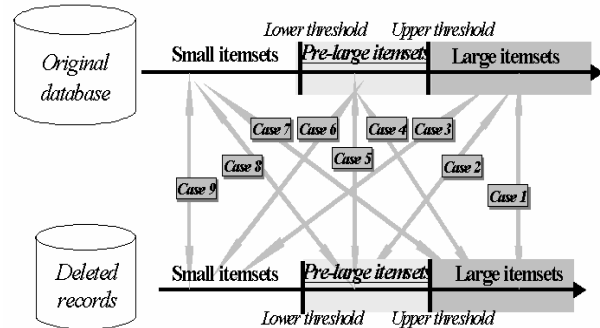 Lower threshold Upper threshold
Original
database
Small itemsets Pre-large itemsets Large itemsets
Case 7 Case 6 Case 4 Case 3
Case 5
Case 8 Case 2
Case 9 Case 1
Deleted
records
Small itemsets Pre-large itemsets Large itemsets
Lower threshold Upper threshold